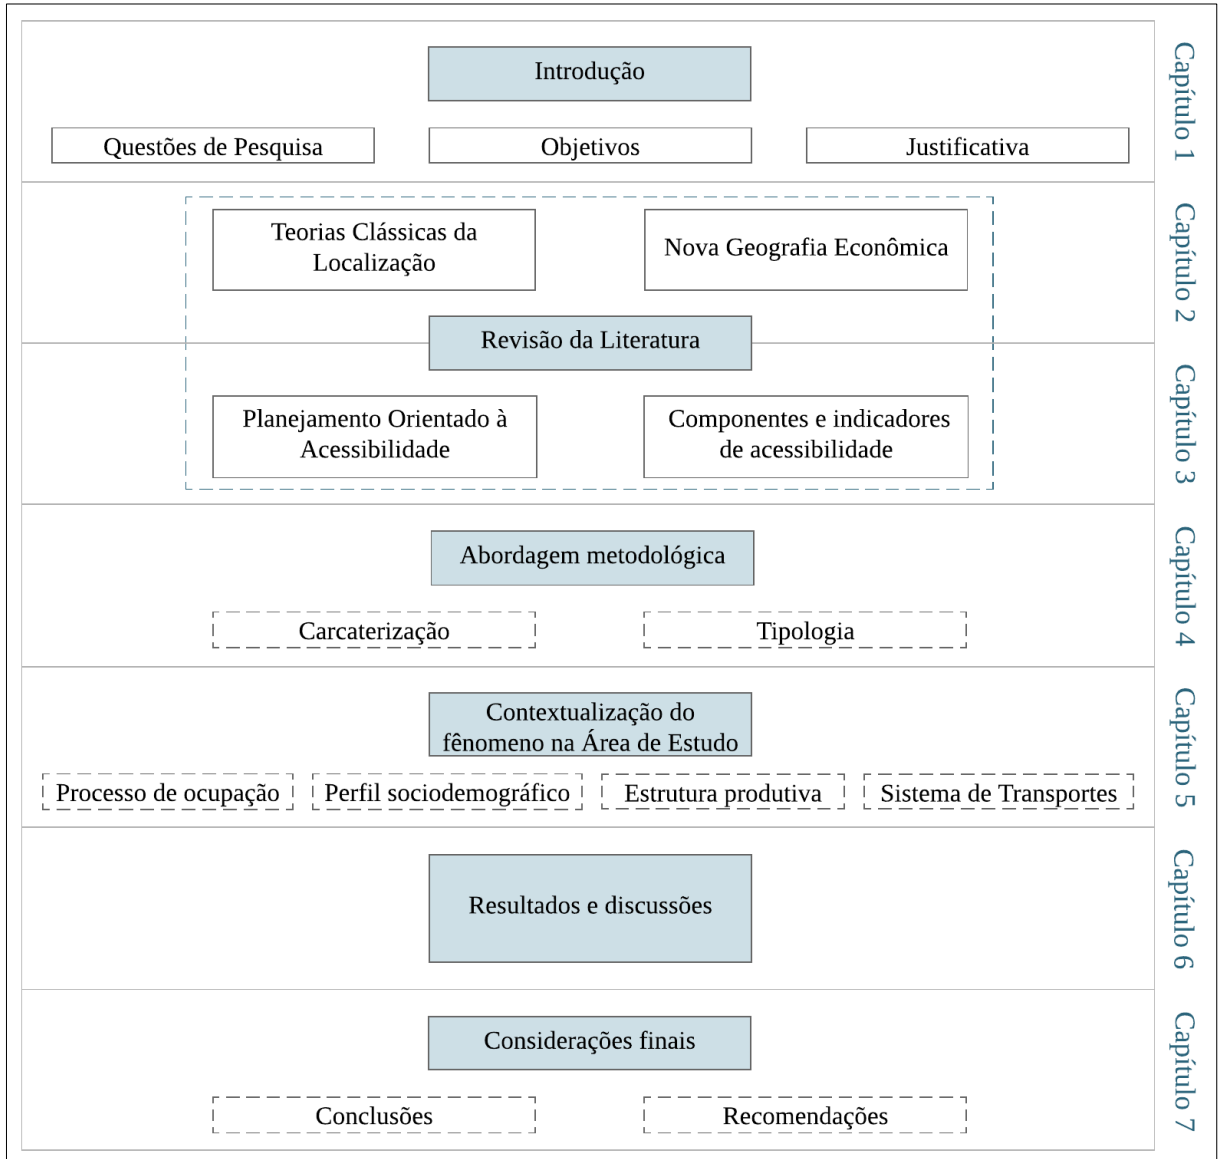 Introdução
Capítulo 1
Questões de Pesquisa
Objetivos
Justificativa
Teorias Clássicas da
Localização
Nova Geografia Econômica
Capítulo 2
Revisão da Literatura
Planejamento Orientado à
Acessibilidade
Componentes e indicadores
de acessibilidade
Capítulo 3
Abordagem metodológica
Capítulo 4
Carcaterização
Tipologia
Contextualização do
fênomeno na Área de Estudo
Capítulo 5
Processo de ocupação
Perfil sociodemográfico
Estrutura produtiva
Sistema de Transportes
Resultados e discussões
Capítulo 6
Considerações finais
Capítulo 7
Conclusões
Recomendações